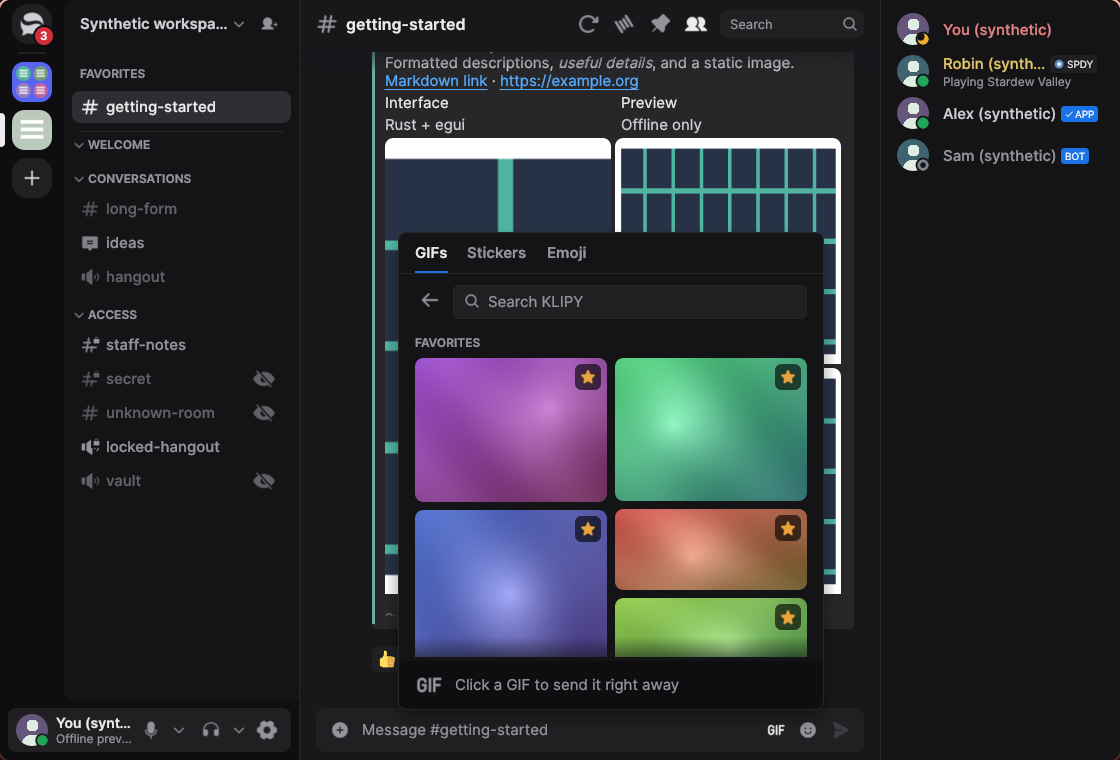 3
Synthetic workspa...
FAVORITES
getting-started
WELCOME
CONVERSATIONS
long-form
ideas
hangout
ACCESS
staff-notes
secret
unknown-room
locked-hangout
vault
You (synt...
Offline prev...
# getting-started
Search
Formatted descriptions, useful details, and a static image.
Markdown link · https://example.org
Interface
Preview
Rust + egui
Offline only
GIFs
Stickers
Emoji
Search KLIPY
FAVORITES
GIF Click a GIF to send it right away
Message #getting-started
GIF
You (synthetic)
Robin (synth... SPDY
Playing Stardew Valley
Alex (synthetic) ✓ APP
Sam (synthetic) BOT